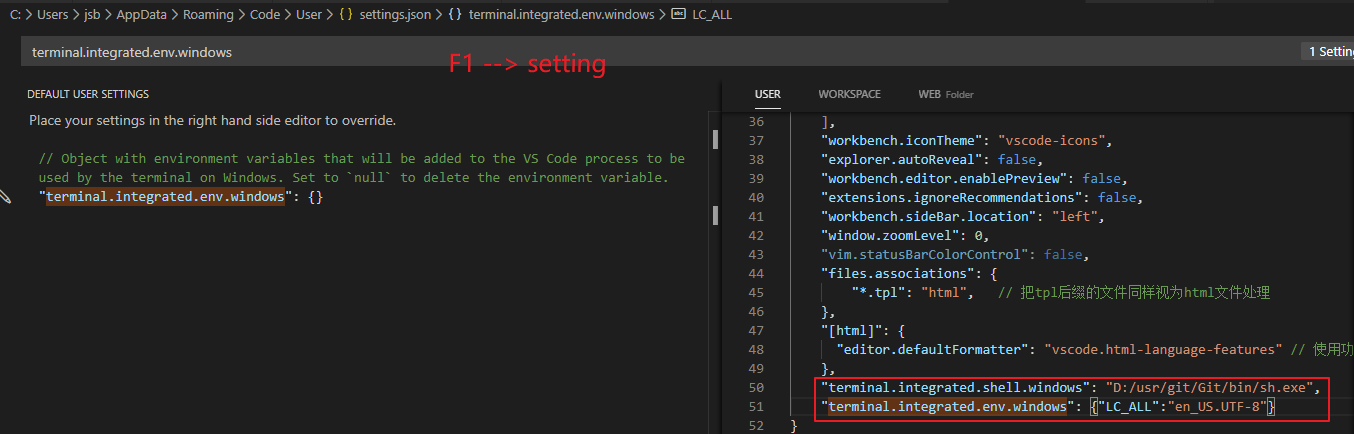 C: > Users > jsb > AppData > Roaming > Code > User > {} settings.json > {} terminal.integrated.env.windows > abc LC_ALL
terminal.integrated.env.windows
1 Settin
F1 --> setting
DEFAULT USER SETTINGS
Place your settings in the right hand side editor to override.
// Object with environment variables that will be added to the VS Code process to be
used by the terminal on Windows. Set to `null` to delete the environment variable.
"terminal.integrated.env.windows": {}
USER WORKSPACE WEB Folder
36 ],
37 "workbench.iconTheme": "vscode-icons",
38 "explorer.autoReveal": false,
39 "workbench.editor.enablePreview": false,
40 "extensions.ignoreRecommendations": false,
41 "workbench.sideBar.location": "left",
42 "window.zoomLevel": 0,
43 "vim.statusBarColorControl": false,
44 "files.associations": {
45 "*.tpl": "html", // 把tpl后缀的文件同样视为html文件处理
46 },
47 "[html]": {
48 "editor.defaultFormatter": "vscode.html-language-features" // 使用功
49 },
50 "terminal.integrated.shell.windows": "D:/usr/git/Git/bin/sh.exe",
51 "terminal.integrated.env.windows": {"LC_ALL":"en_US.UTF-8"}
52 }